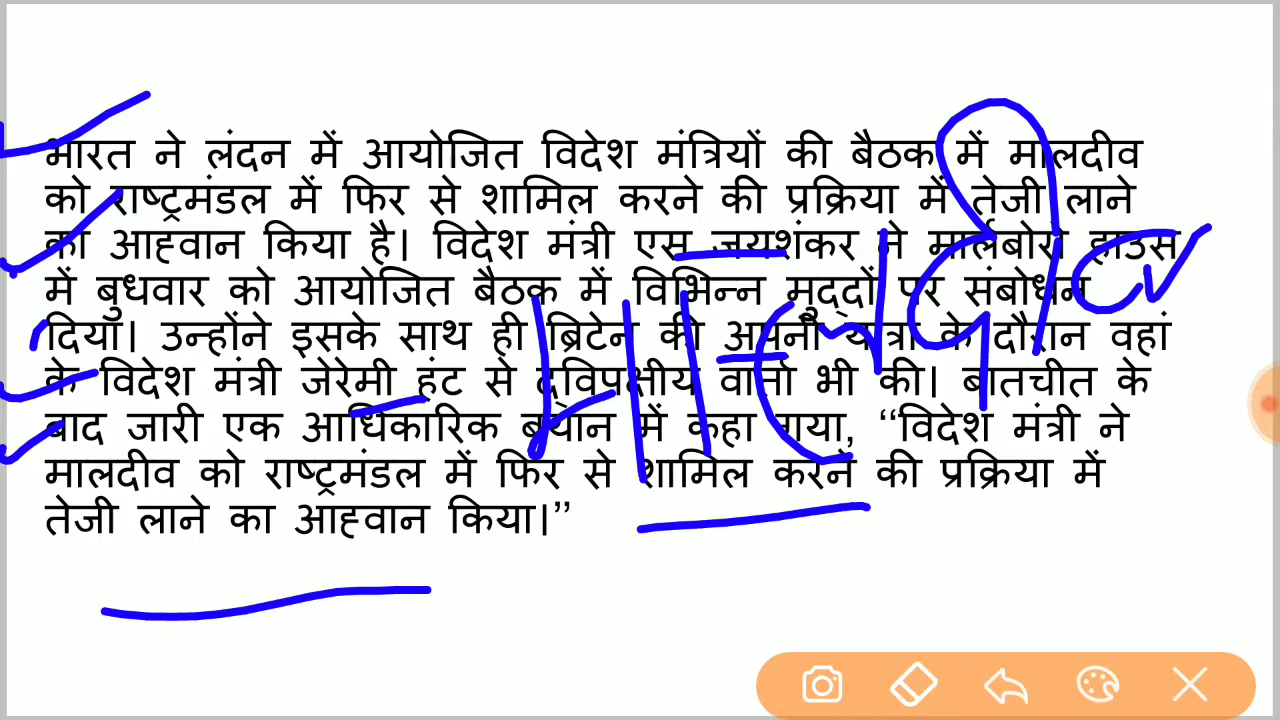 भारत ने लंदन में आयोजित विदेश मंत्रियों की बैठक में मालदीव
को राष्ट्रमंडल में फिर से शामिल करने की प्रक्रिया में तेजी लाने
का आह्वान किया है। विदेश मंत्री एस जयशंकर ने मार्लबोरो हाउस
में बुधवार को आयोजित बैठक में विभिन्न मुद्दों पर संबोधन
दिया। उन्होंने इसके साथ ही ब्रिटेन की अपनी यात्रा के दौरान वहां
के विदेश मंत्री जेरेमी हंट से द्विपक्षीय वार्ता भी की। बातचीत के
बाद जारी एक आधिकारिक बयान में कहा गया, ‘‘विदेश मंत्री ने
मालदीव को राष्ट्रमंडल में फिर से शामिल करने की प्रक्रिया में
तेजी लाने का आह्वान किया।’’